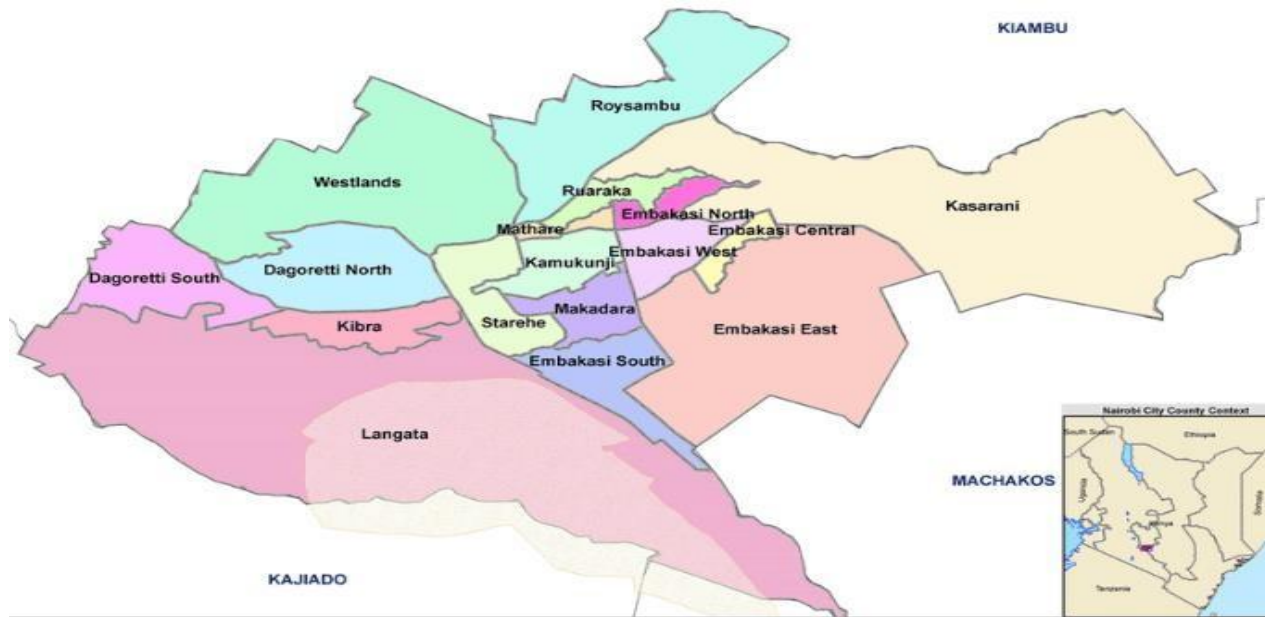 KIAMBU
Roysambu
Westlands
Ruaraka
Kasarani
Embakasi North
Mathare
Embakasi Central
Embakasi West
Kamukunji
Dagoretti North
Dagoretti South
Makadara
Starehe
Kibra
Embakasi East
Embakasi South
Langata
MACHAKOS
KAJIADO
Nairobi City County Context
South Sudan
Ethiopia
Uganda
Somalia
Kenya
Tanzania